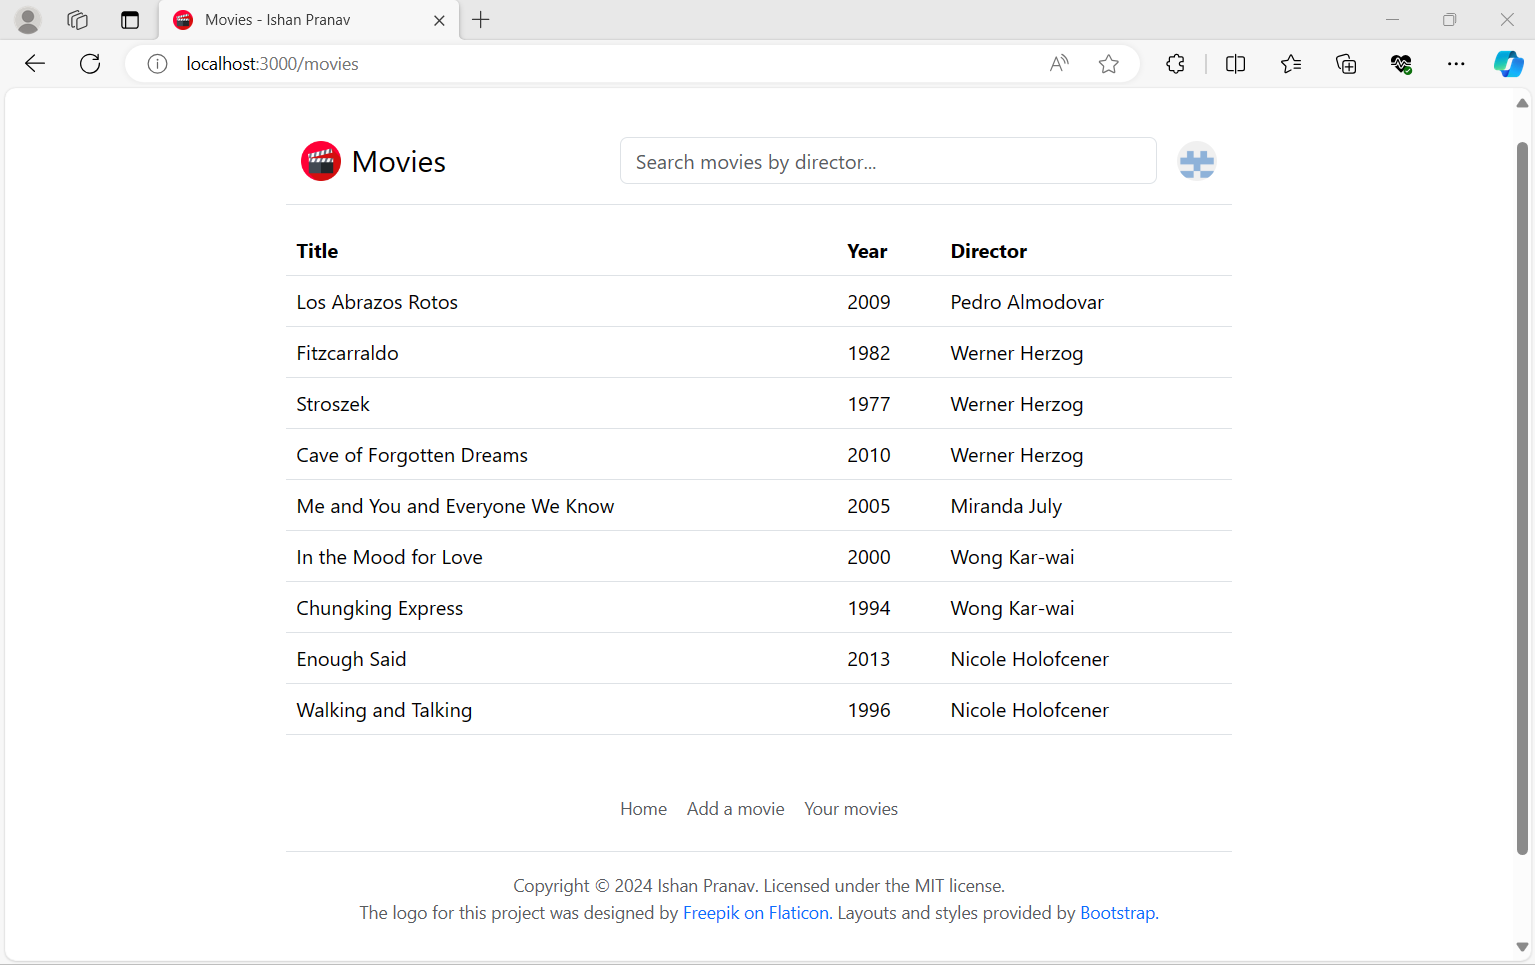 Movies - Ishan Pranav
localhost:3000/movies
Movies
Search movies by director...
Title Year Director
Los Abrazos Rotos 2009 Pedro Almodovar
Fitzcarraldo 1982 Werner Herzog
Stroszek 1977 Werner Herzog
Cave of Forgotten Dreams 2010 Werner Herzog
Me and You and Everyone We Know 2005 Miranda July
In the Mood for Love 2000 Wong Kar-wai
Chungking Express 1994 Wong Kar-wai
Enough Said 2013 Nicole Holofcener
Walking and Talking 1996 Nicole Holofcener
Home Add a movie Your movies
Copyright © 2024 Ishan Pranav. Licensed under the MIT license.
The logo for this project was designed by Freepik on Flaticon. Layouts and styles provided by Bootstrap.